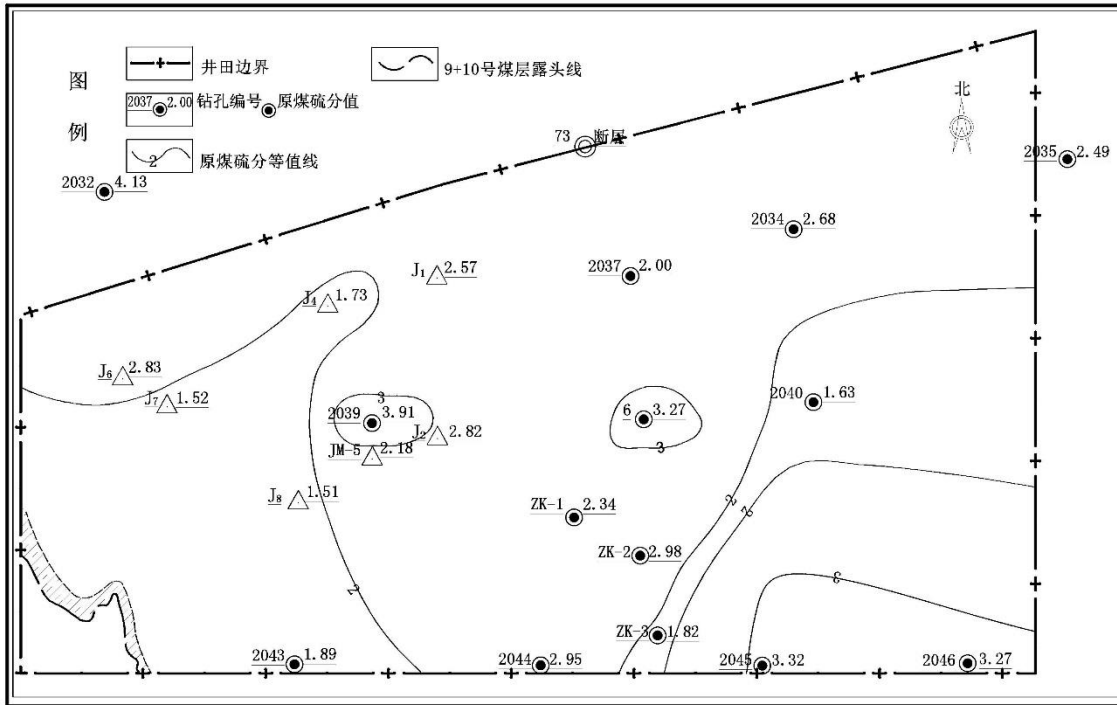 图
例
井田边界
9+10号煤层露头线
2037 2.00 钻孔编号 原煤硫分值
2 原煤硫分等值线
北
73 断层
2032 4.13
2035 2.49
2034 2.68
J₁ 2.57
2037 2.00
J₄ 1.73
J₆ 2.83
J₇ 1.52
3
2039 3.91
J₂ 2.82
JM-5 2.18
6 3.27
3
2040 1.63
J₈ 1.51
ZK-1 2.34
2
2
ZK-2 2.98
2
3
ZK-3 1.82
2043 1.89
2044 2.95
2045 3.32
2046 3.27